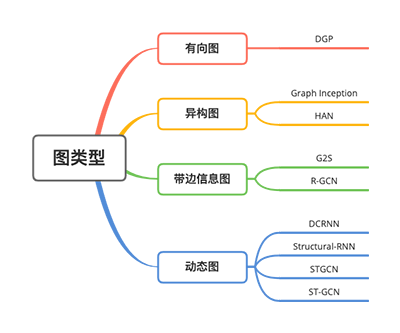 图类型
有向图
DGP
异构图
Graph Inception
HAN
带边信息图
G2S
R-GCN
动态图
DCRNN
Structural-RNN
STGCN
ST-GCN